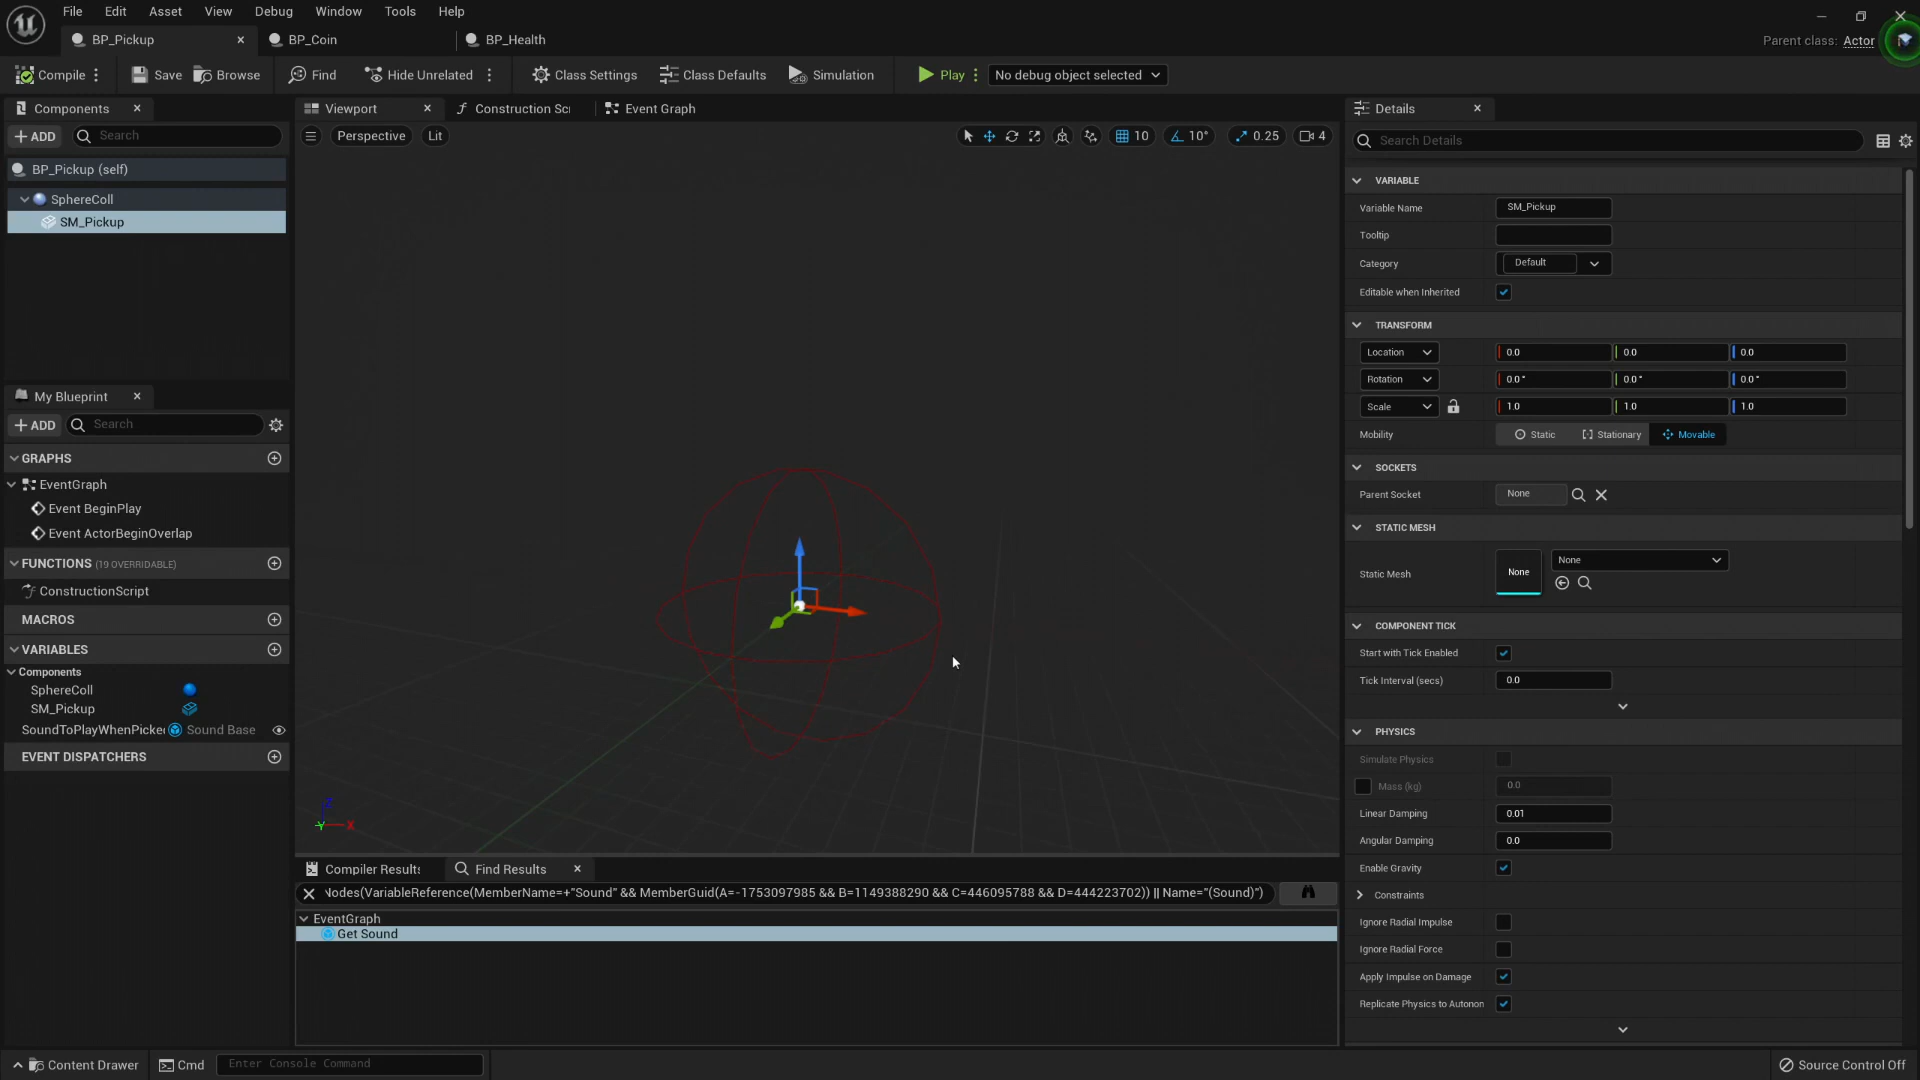 File Edit Asset View Debug Window Tools Help
BP_Pickup BP_Coin BP_Health Parent class: Actor
Compile Save Browse Find Hide Unrelated Class Settings Class Defaults Simulation Play No debug object selected
Components Viewport Construction Sc Event Graph Details
ADD Search Perspective Lit 10 10° 0.25 4 Search Details
BP_Pickup (self)
SphereColl
SM_Pickup
My Blueprint
ADD Search
GRAPHS
EventGraph
Event BeginPlay
Event ActorBeginOverlap
FUNCTIONS (19 OVERRIDABLE)
ConstructionScript
MACROS
VARIABLES
Components
SphereColl
SM_Pickup
SoundToPlayWhenPicke Sound Base
EVENT DISPATCHERS
Z
Y X
VARIABLE
Variable Name SM_Pickup
Tooltip
Category Default
Editable when Inherited
TRANSFORM
Location 0.0 0.0 0.0
Rotation 0.0 ° 0.0 ° 0.0 °
Scale 1.0 1.0 1.0
Mobility Static Stationary Movable
SOCKETS
Parent Socket None
STATIC MESH
Static Mesh None None
COMPONENT TICK
Start with Tick Enabled
Tick Interval (secs) 0.0
PHYSICS
Simulate Physics
Mass (kg) 0.0
Linear Damping 0.01
Angular Damping 0.0
Enable Gravity
Constraints
Ignore Radial Impulse
Ignore Radial Force
Apply Impulse on Damage
Replicate Physics to Autonon
Compiler Results Find Results
Nodes(VariableReference(MemberName=+"Sound" && MemberGuid(A=-1753097985 && B=1149388290 && C=446095788 && D=444223702)) || Name="(Sound)")
EventGraph
Get Sound
Content Drawer Cmd Enter Console Command Source Control Off